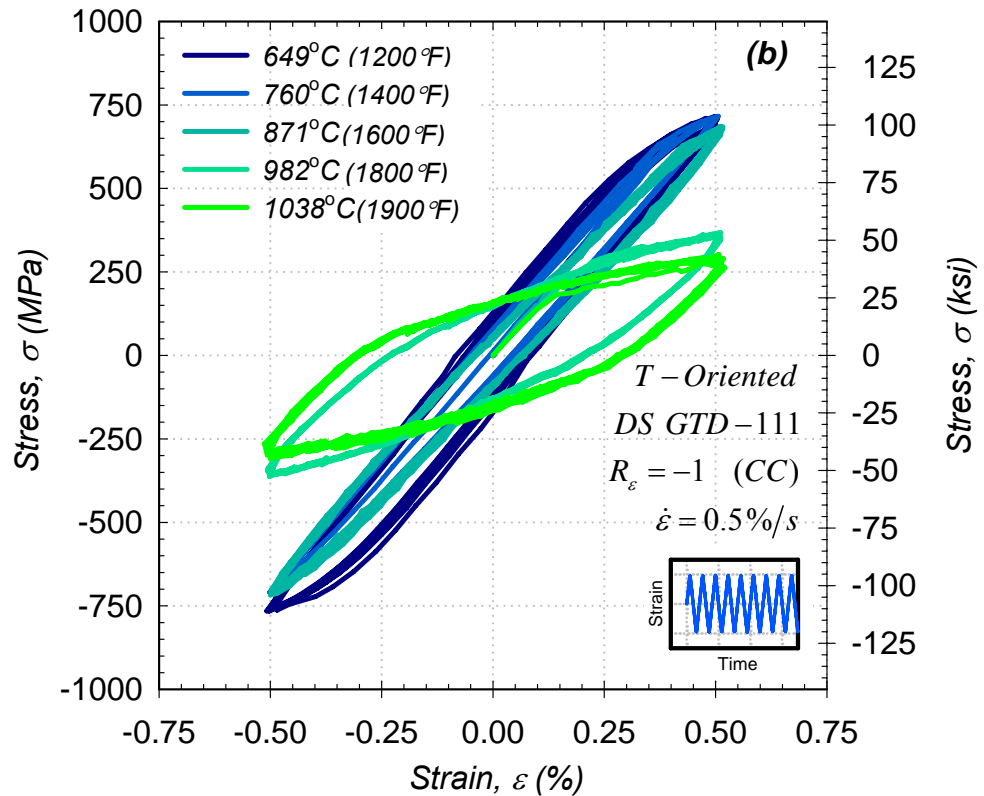 (b)
649°C (1200°F)
760°C (1400°F)
871°C (1600°F)
982°C (1800°F)
1038°C (1900°F)
Stress, σ (MPa)
1000
750
500
250
0
-250
-500
-750
-1000
Stress, σ (ksi)
125
100
75
50
25
0
-25
-50
-75
-100
-125
T – Oriented
DS GTD – 111
Rε = −1 (CC)
ε̇ = 0.5%/s
Strain
Time
-0.75
-0.50
-0.25
0.00
0.25
0.50
0.75
Strain, ε (%)